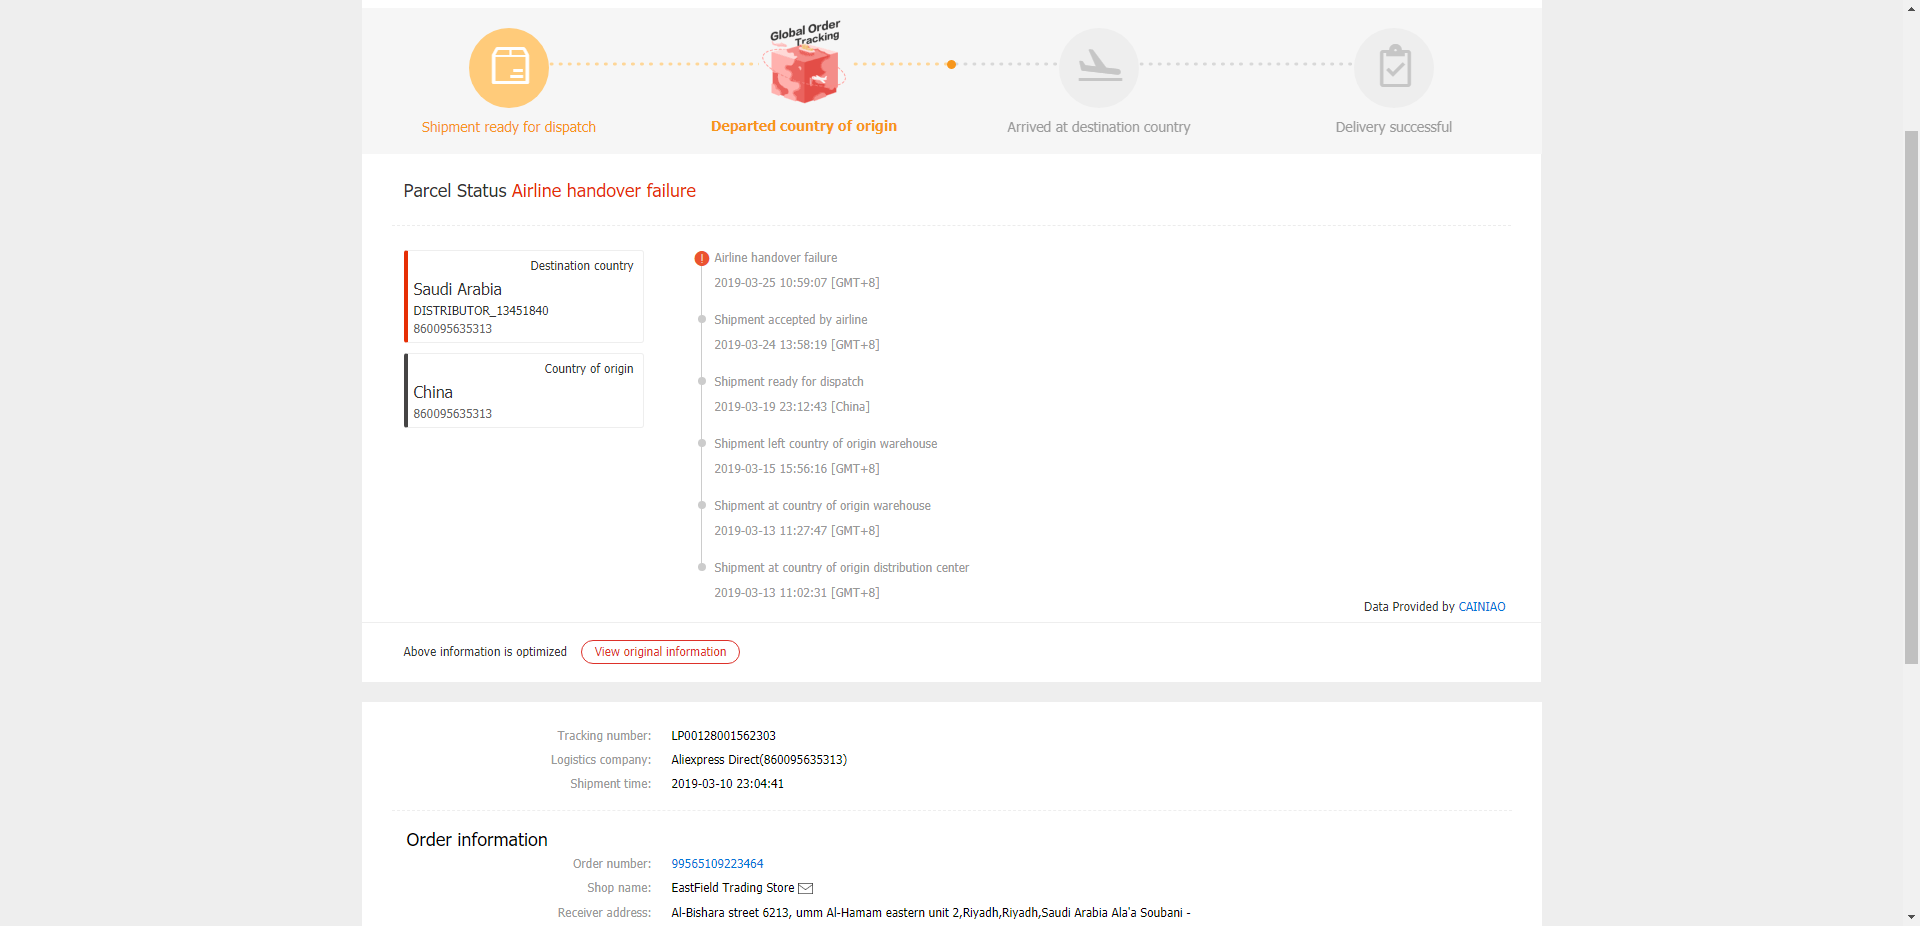 Global Order
Tracking
Shipment ready for dispatch
Departed country of origin
Arrived at destination country
Delivery successful
Parcel Status Airline handover failure
Destination country
Saudi Arabia
DISTRIBUTOR_13451840
860095635313
Country of origin
China
860095635313
Airline handover failure
2019-03-25 10:59:07 [GMT+8]
Shipment accepted by airline
2019-03-24 13:58:19 [GMT+8]
Shipment ready for dispatch
2019-03-19 23:12:43 [China]
Shipment left country of origin warehouse
2019-03-15 15:56:16 [GMT+8]
Shipment at country of origin warehouse
2019-03-13 11:27:47 [GMT+8]
Shipment at country of origin distribution center
2019-03-13 11:02:31 [GMT+8]
Data Provided by CAINIAO
Above information is optimized View original information
Tracking number: LP00128001562303
Logistics company: Aliexpress Direct(860095635313)
Shipment time: 2019-03-10 23:04:41
Order information
Order number: 99565109223464
Shop name: EastField Trading Store
Receiver address: Al-Bishara street 6213, umm Al-Hamam eastern unit 2,Riyadh,Riyadh,Saudi Arabia Ala'a Soubani -